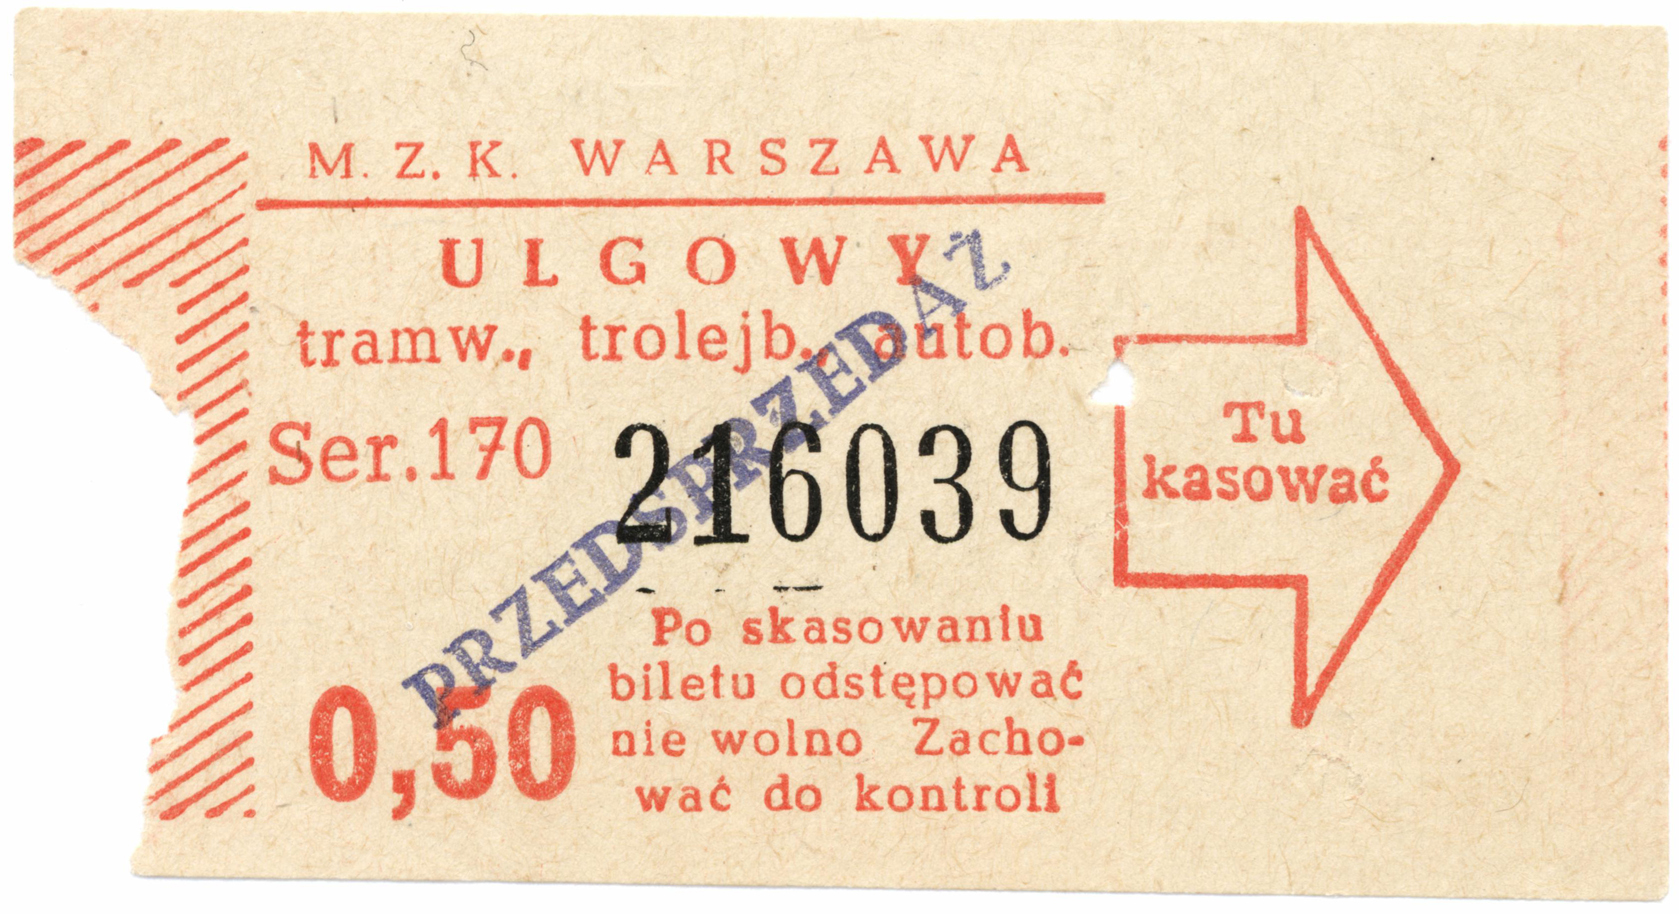 M. Z. K. WARSZAWA
ULGOWY
tramw., trolejb., autob.
Ser. 170 216039
PRZEDSPRZEDAŻ
0,50
Po skasowaniu
biletu odstępować
nie wolno Zacho-
wać do kontroli
Tu
kasować